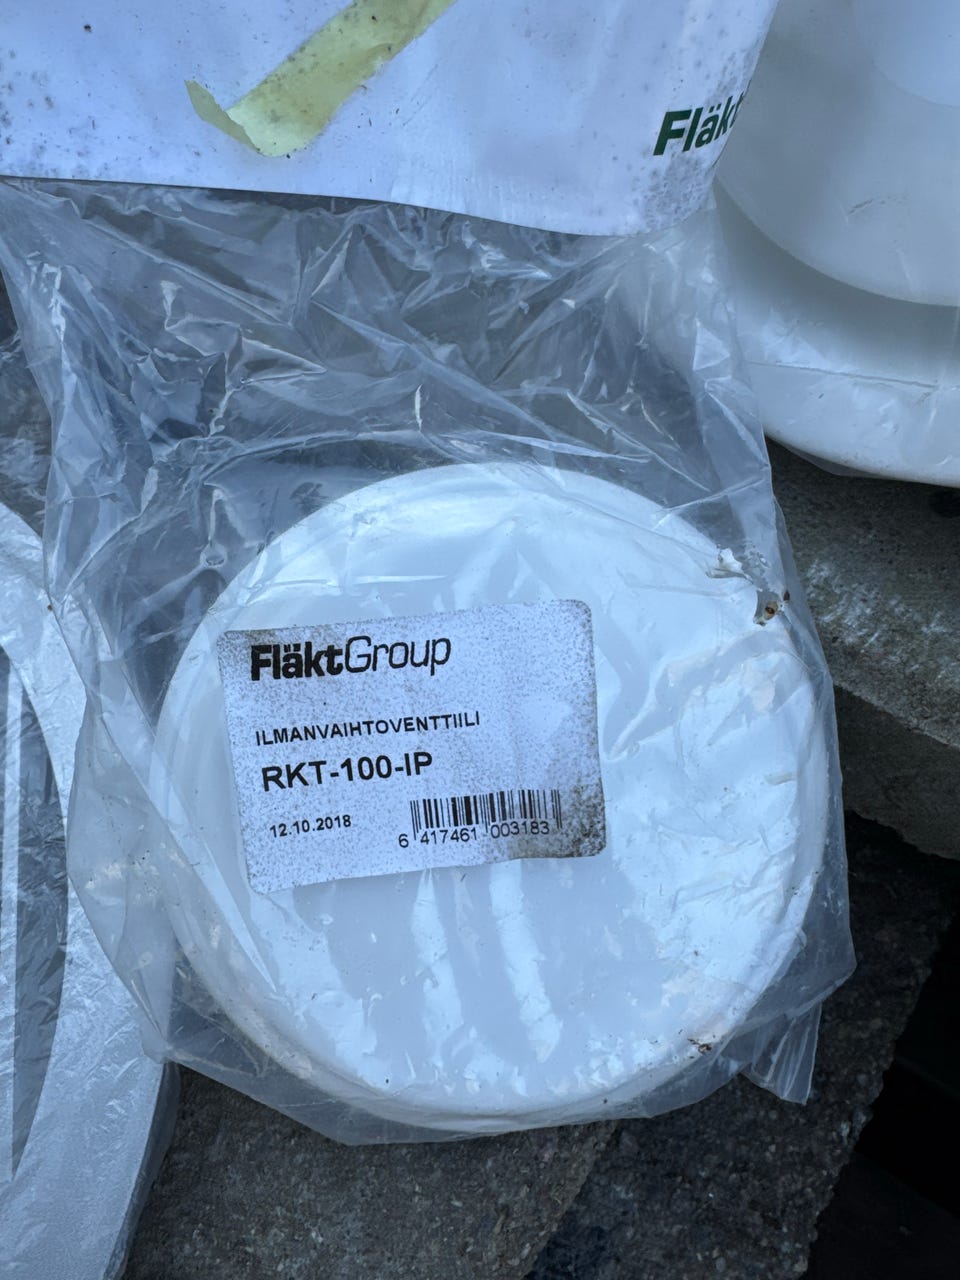 Fläkt
FläktGroup
ILMANVAIHTOVENTTIILI
RKT-100-IP
12.10.2018
6 417461 003183